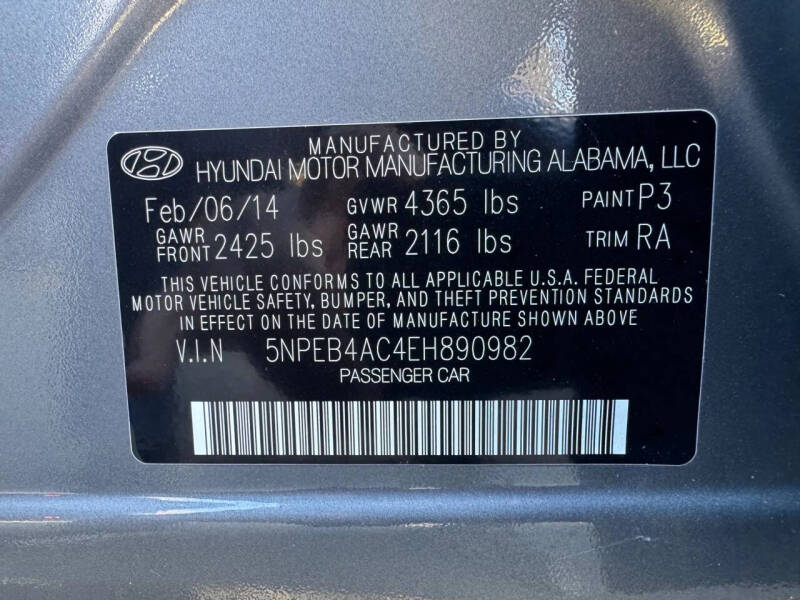 MANUFACTURED BY
HYUNDAI MOTOR MANUFACTURING ALABAMA, LLC
Feb/06/14 GVWR 4365 lbs PAINT P3
GAWR FRONT 2425 lbs GAWR REAR 2116 lbs TRIM RA
THIS VEHICLE CONFORMS TO ALL APPLICABLE U.S.A. FEDERAL
MOTOR VEHICLE SAFETY, BUMPER, AND THEFT PREVENTION STANDARDS
IN EFFECT ON THE DATE OF MANUFACTURE SHOWN ABOVE
V.I.N 5NPEB4AC4EH890982
PASSENGER CAR